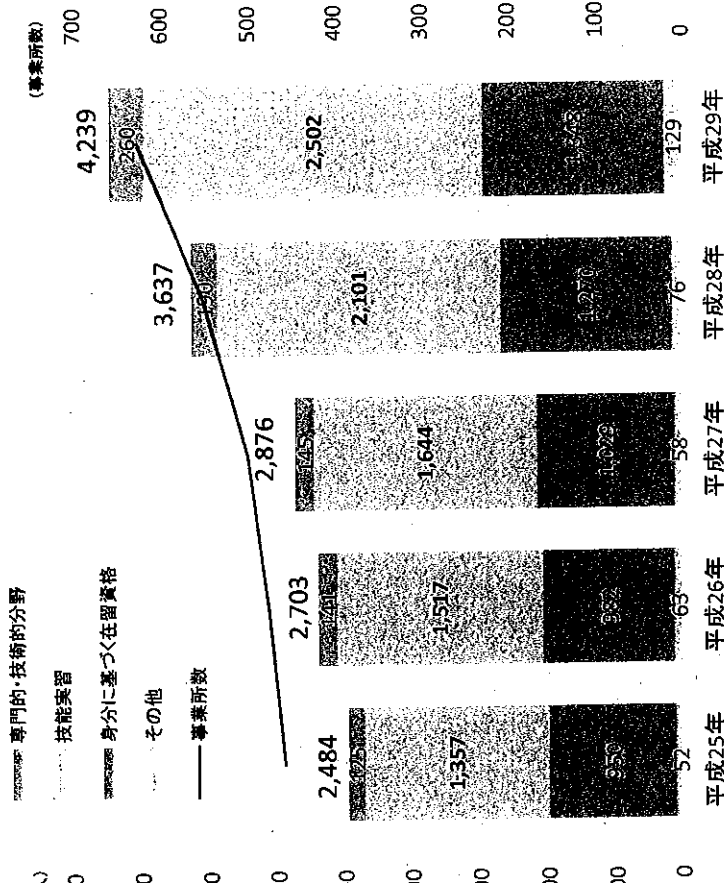 専門的・技術的分野
技能実習
身分に基づく在留資格
その他
事業所数
(事業所数)
700
600
500
400
300
200
100
0
2,484
1,357
950
52
平成25年
2,703
141
1,517
982
63
平成26年
2,876
145
1,644
1,029
58
平成27年
3,637
190
2,101
1,270
76
平成28年
4,239
260
2,502
1,348
129
平成29年